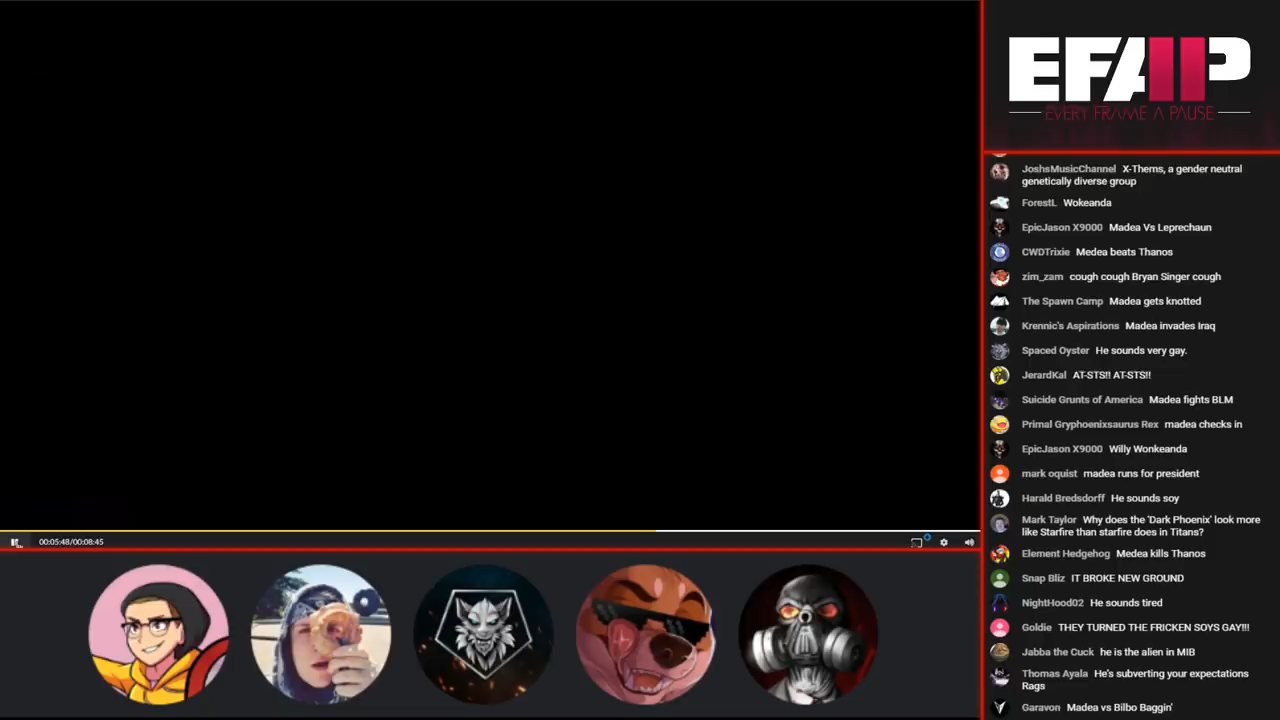 EFAP
EVERY FRAME A PAUSE
JoshsMusicChannel X-Thems, a gender neutral
genetically diverse group
ForestL Wokeanda
EpicJason X9000 Madea Vs Leprechaun
CWDTrixie Medea beats Thanos
zim_zam cough cough Bryan Singer cough
The Spawn Camp Madea gets knotted
Krennic's Aspirations Madea invades Iraq
Spaced Oyster He sounds very gay.
JerardKal AT-STS!! AT-STS!!
Suicide Grunts of America Madea fights BLM
Primal Gryphoenixsaurus Rex madea checks in
EpicJason X9000 Willy Wonkeanda
mark oquist madea runs for president
Harald Bredsdorff He sounds soy
Mark Taylor Why does the 'Dark Phoenix' look more
like Starfire than starfire does in Titans?
Element Hedgehog Medea kills Thanos
Snap Bliz IT BROKE NEW GROUND
NightHood02 He sounds tired
Goldie THEY TURNED THE FRICKEN SOYS GAY!!!
Jabba the Cuck he is the alien in MIB
Thomas Ayala He's subverting your expectations
Rags
Garavon Madea vs Bilbo Baggin'
00:05:48/00:08:45